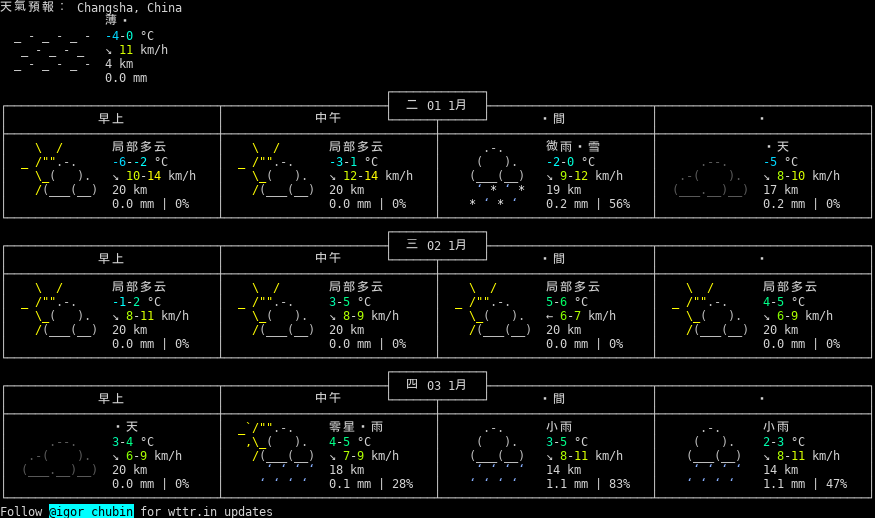 天氣預報： Changsha, China
薄・
-4-0 °C
↘ 11 km/h
4 km
0.0 mm
二 01 1月
早上 中午 ・間 ・
局部多云 局部多云 微雨・雪 ・天
-6--2 °C -3-1 °C -2-0 °C -5 °C
↘ 10-14 km/h ↘ 12-14 km/h ↘ 9-12 km/h ↘ 8-10 km/h
20 km 20 km 19 km 17 km
0.0 mm | 0% 0.0 mm | 0% 0.2 mm | 56% 0.2 mm | 0%
三 02 1月
早上 中午 ・間 ・
局部多云 局部多云 局部多云 局部多云
-1-2 °C 3-5 °C 5-6 °C 4-5 °C
↘ 8-11 km/h ↘ 8-9 km/h ← 6-7 km/h ↘ 6-9 km/h
20 km 20 km 20 km 20 km
0.0 mm | 0% 0.0 mm | 0% 0.0 mm | 0% 0.0 mm | 0%
四 03 1月
早上 中午 ・間 ・
・天 零星・雨 小雨 小雨
3-4 °C 4-5 °C 3-5 °C 2-3 °C
↘ 6-9 km/h ↘ 7-9 km/h ↘ 8-11 km/h ↘ 8-11 km/h
20 km 18 km 14 km 14 km
0.0 mm | 0% 0.1 mm | 28% 1.1 mm | 83% 1.1 mm | 47%
Follow @igor_chubin for wttr.in updates